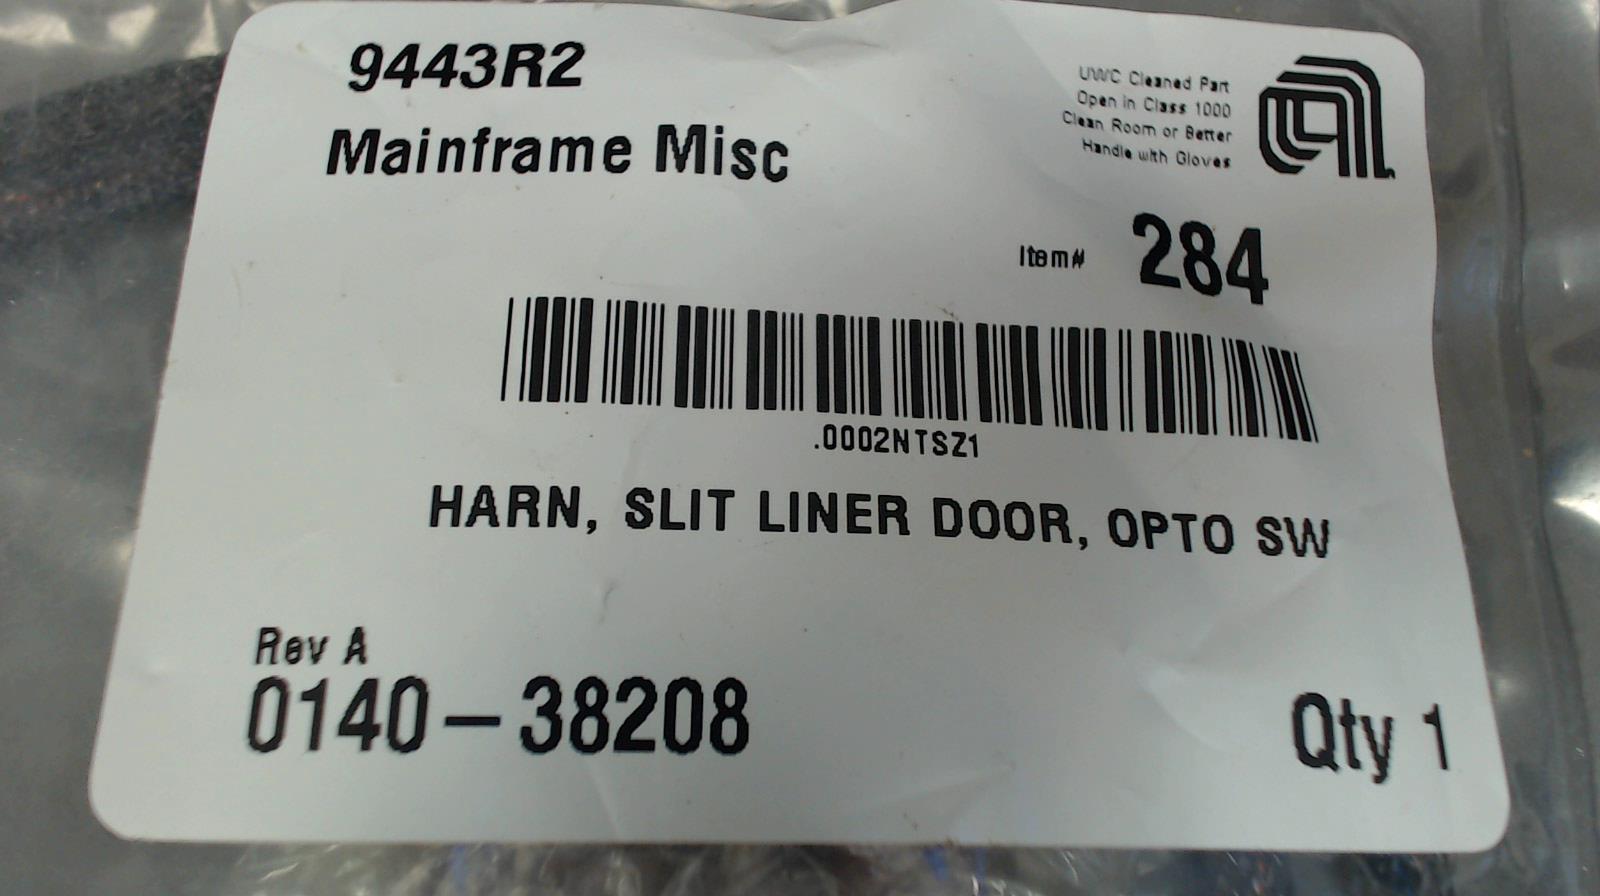 9443R2
Mainframe Misc
UWC Cleaned Part
Open in Class 1000
Clean Room or Better
Handle with Gloves
Item# 284
.0002NTSZ1
HARN, SLIT LINER DOOR, OPTO SW
Rev A
0140-38208
Qty 1